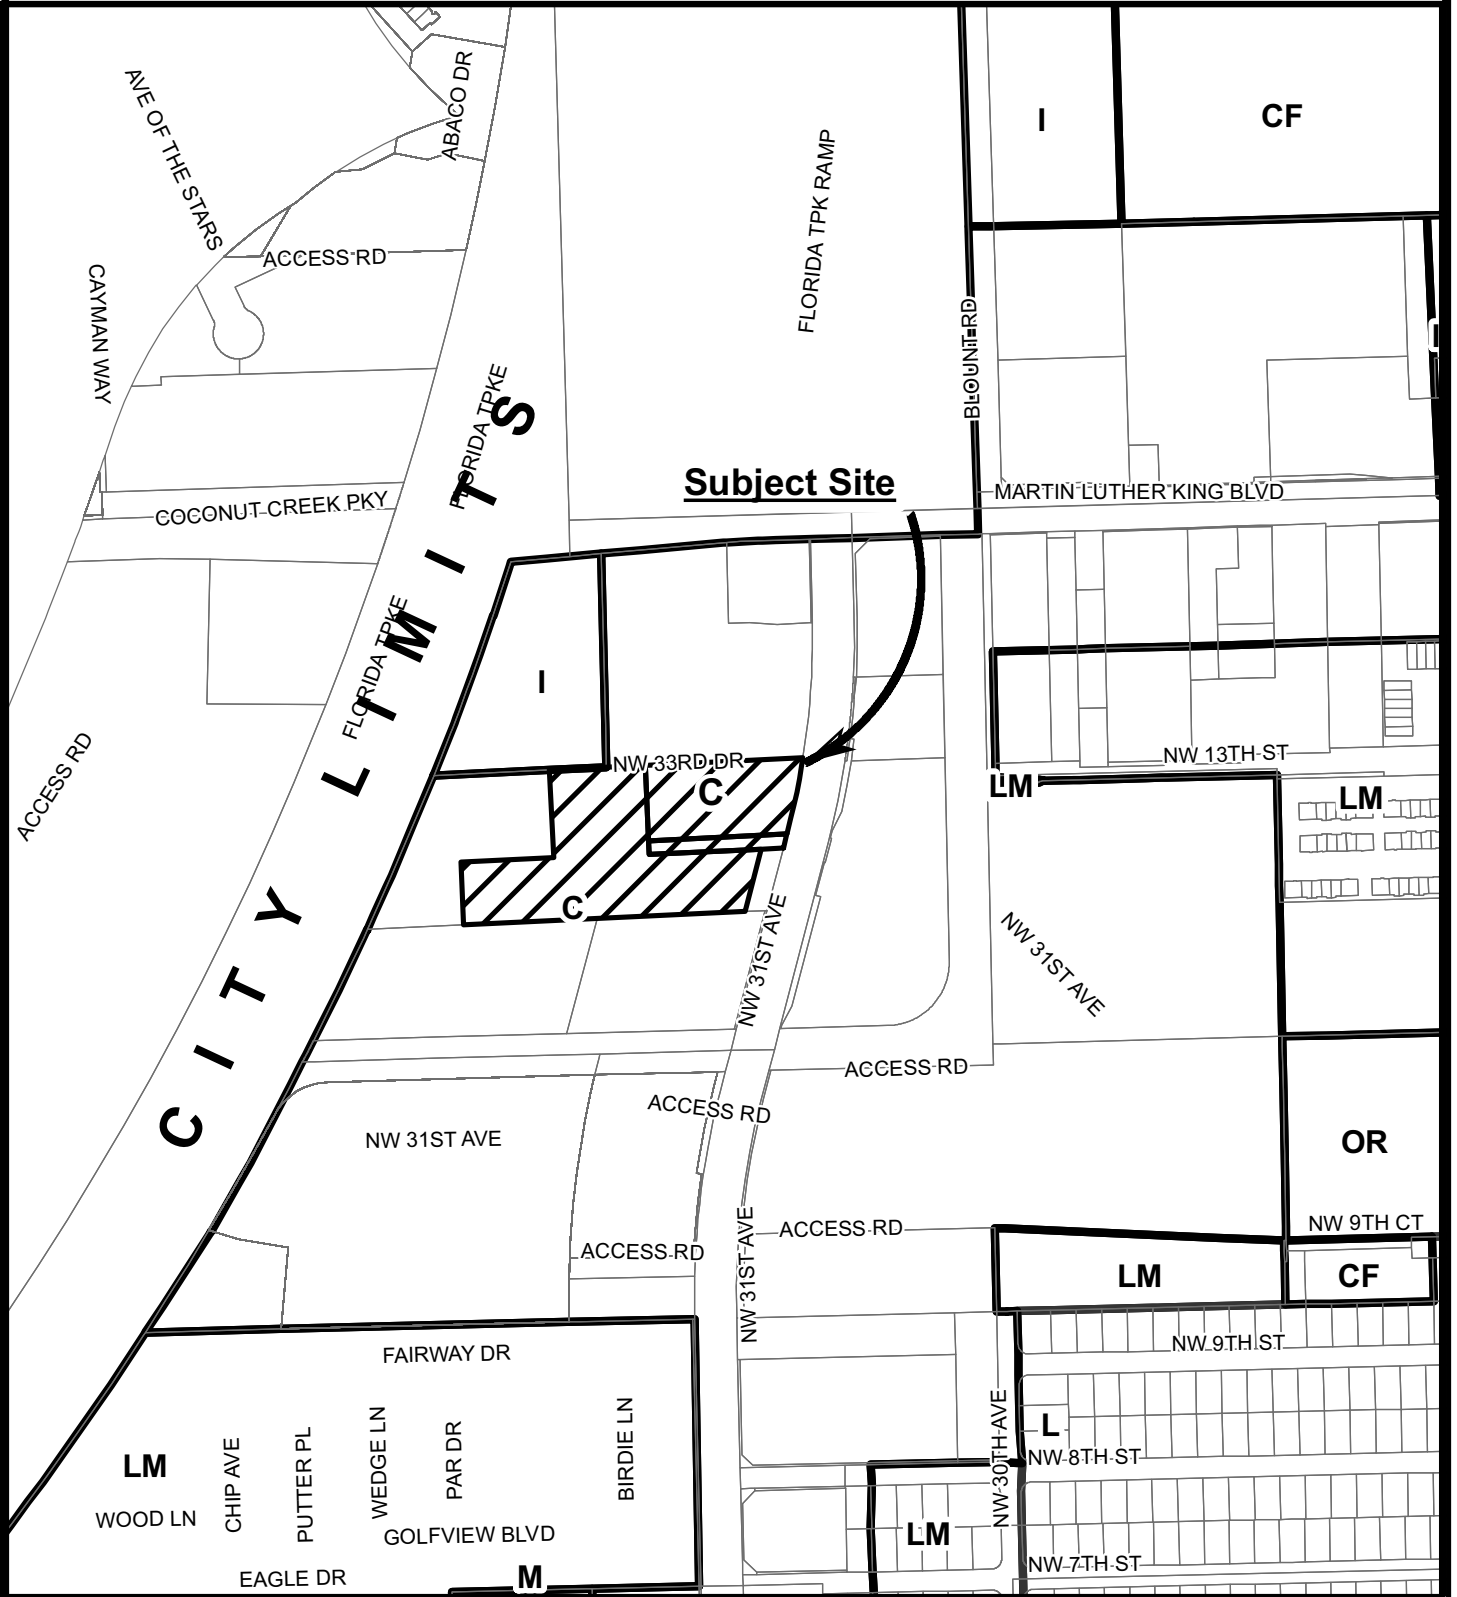 ABACO DR
AVE OF THE STARS
I
CF
FLORIDA TPK RAMP
ACCESS RD
CAYMAN WAY
BLOUNT RD
FLORIDA TPKE
Subject Site
MARTIN LUTHER KING BLVD
COCONUT CREEK PKY
CITY LIMITS
FLORIDA TPKE
I
ACCESS RD
NW 33RD DR
C
NW 13TH ST
LM
LM
C
NW 31ST AVE
NW 31ST AVE
ACCESS RD
ACCESS RD
NW 31ST AVE
OR
NW 9TH CT
ACCESS RD
ACCESS RD
NW 31ST AVE
LM
CF
NW 9TH ST
FAIRWAY DR
LM
CHIP AVE
PUTTER PL
WEDGE LN
PAR DR
BIRDIE LN
NW 30TH AVE
L
NW 8TH ST
WOOD LN
GOLFVIEW BLVD
LM
EAGLE DR
M
NW 7TH ST